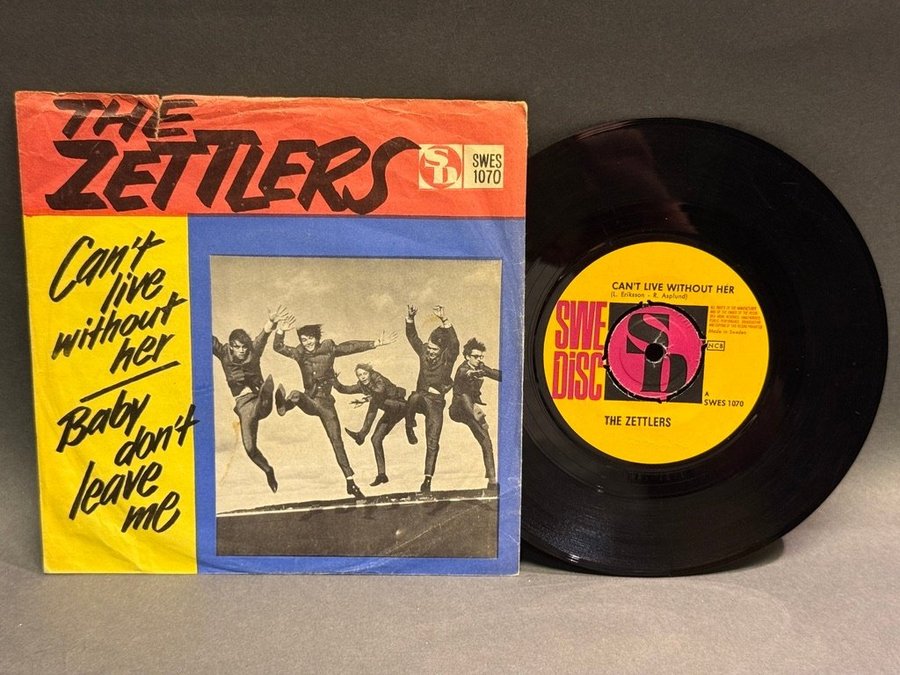 THE
ZETTLERS
SD
SWES
1070
Can't
live
without
her
Baby
don't
leave
me
CAN'T LIVE WITHOUT HER
(L. Eriksson - R. Asplund)
SWE
DISC
SD
Made in Sweden
NCB
A
SWES 1070
THE ZETTLERS